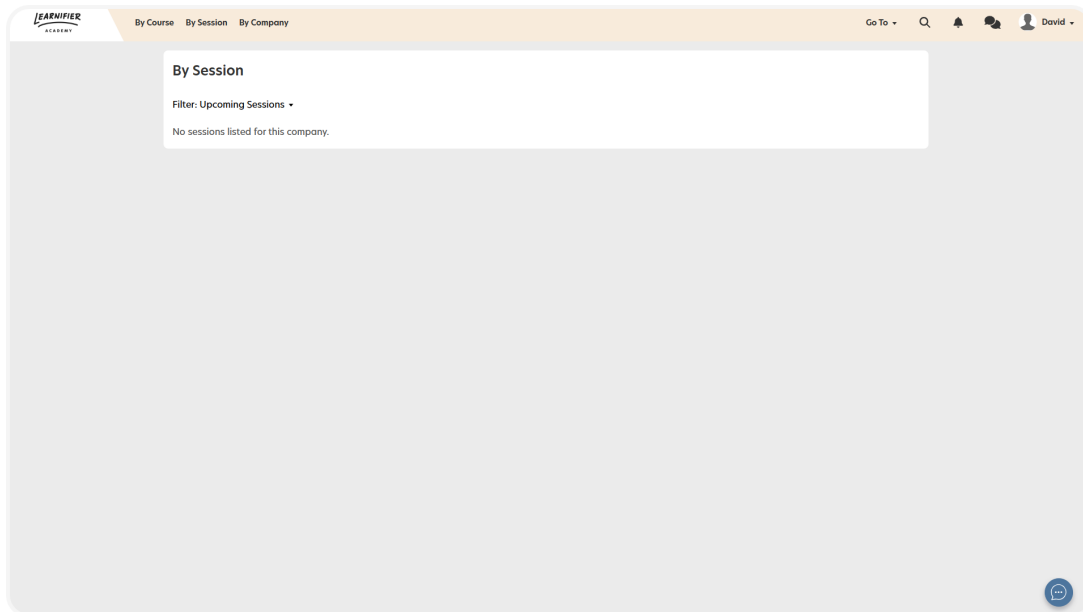 LEARNIFIER
ACADEMY
By Course By Session By Company
Go To
David
By Session
Filter: Upcoming Sessions
No sessions listed for this company.